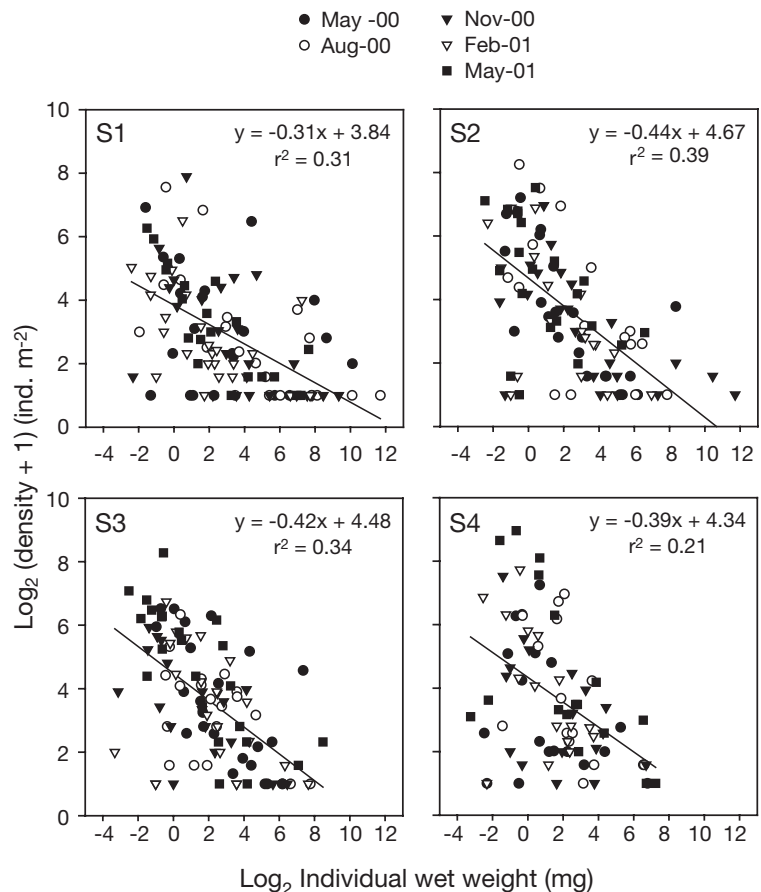 May -00
Aug-00
Nov-00
Feb-01
May-01
S1
y = -0.31x + 3.84
r² = 0.31
S2
y = -0.44x + 4.67
r² = 0.39
10
8
6
4
2
0
-4 -2 0 2 4 6 8 10 12
-4 -2 0 2 4 6 8 10 12
S3
y = -0.42x + 4.48
r² = 0.34
S4
y = -0.39x + 4.34
r² = 0.21
10
8
6
4
2
0
-4 -2 0 2 4 6 8 10 12
-4 -2 0 2 4 6 8 10 12
Log₂ (density + 1) (ind. m⁻²)
Log₂ Individual wet weight (mg)